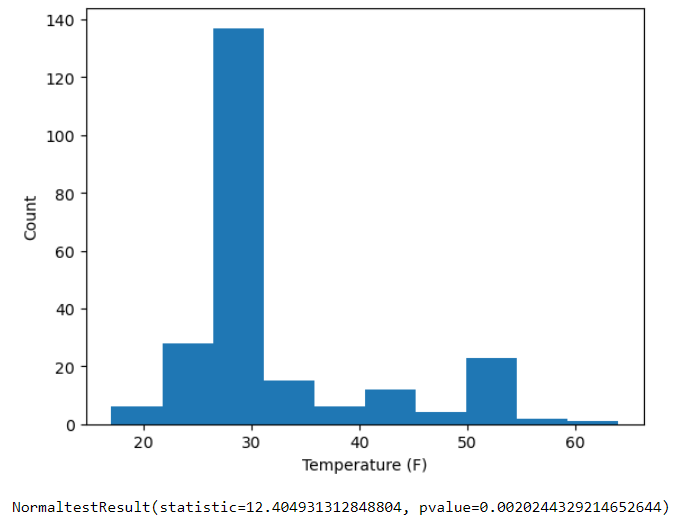 140
120
100
80
60
40
20
0
Count
20 30 40 50 60
Temperature (F)
NormaltestResult(statistic=12.404931312848804, pvalue=0.0020244329214652644)